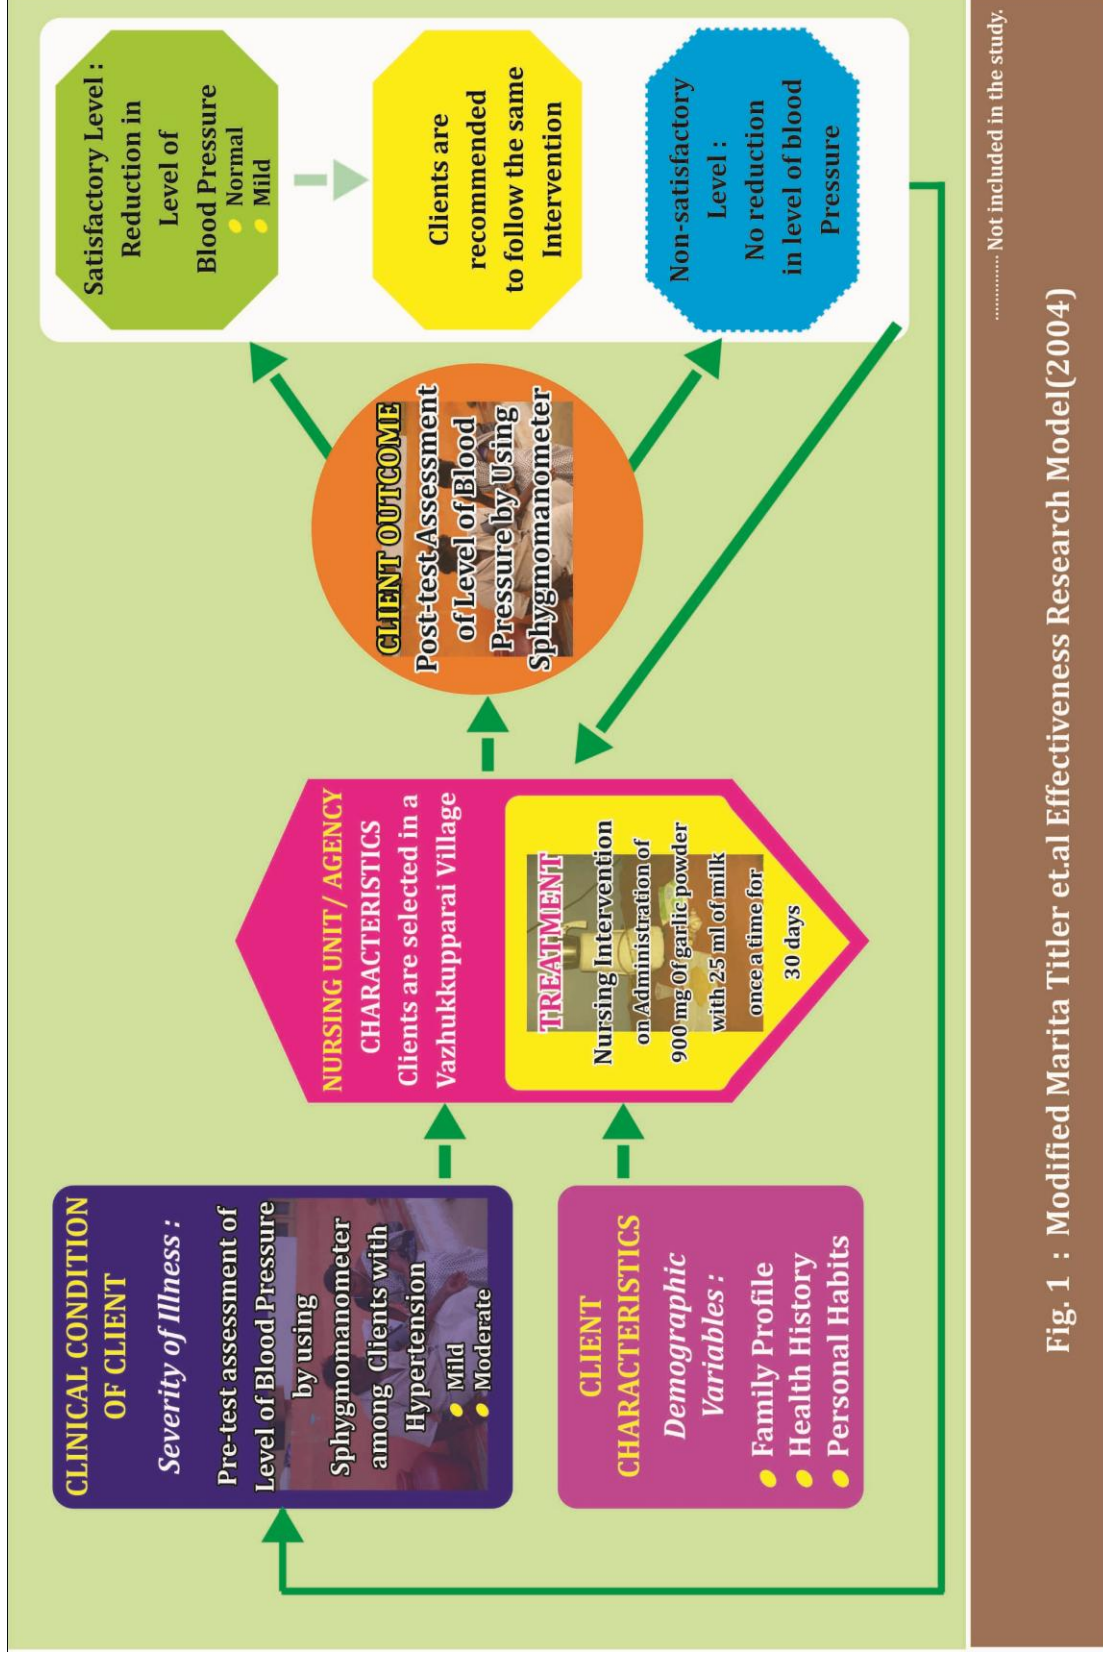 CLINICAL CONDITION
OF CLIENT
Severity of Illness :
Pre-test assessment of
Level of Blood Pressure
by using
Sphygmomanometer
among Clients with
Hypertension
Mild
Moderate
CLIENT
CHARACTERISTICS
Demographic
Variables :
Family Profile
Health History
Personal Habits
NURSING UNIT/ AGENCY
CHARACTERISTICS
Clients are selected in a
Vazhukkupparai Village
TREATMENT
Nursing Intervention
on Administration of
900 mg Of garlic powder
with 25 ml of milk
once a time for
30 days
CLIENT OUTCOME
Post-test Assessment
of Level of Blood
Pressure by Using
Sphygmomanometer
Satisfactory Level :
Reduction in
Level of
Blood Pressure
Normal
Mild
Clients are
recommended
to follow the same
Intervention
Non-satisfactory
Level :
No reduction
in level of blood
Pressure
............. Not included in the study.
Fig. 1 : Modified Marita Titler et.al Effectiveness Research Model(2004)